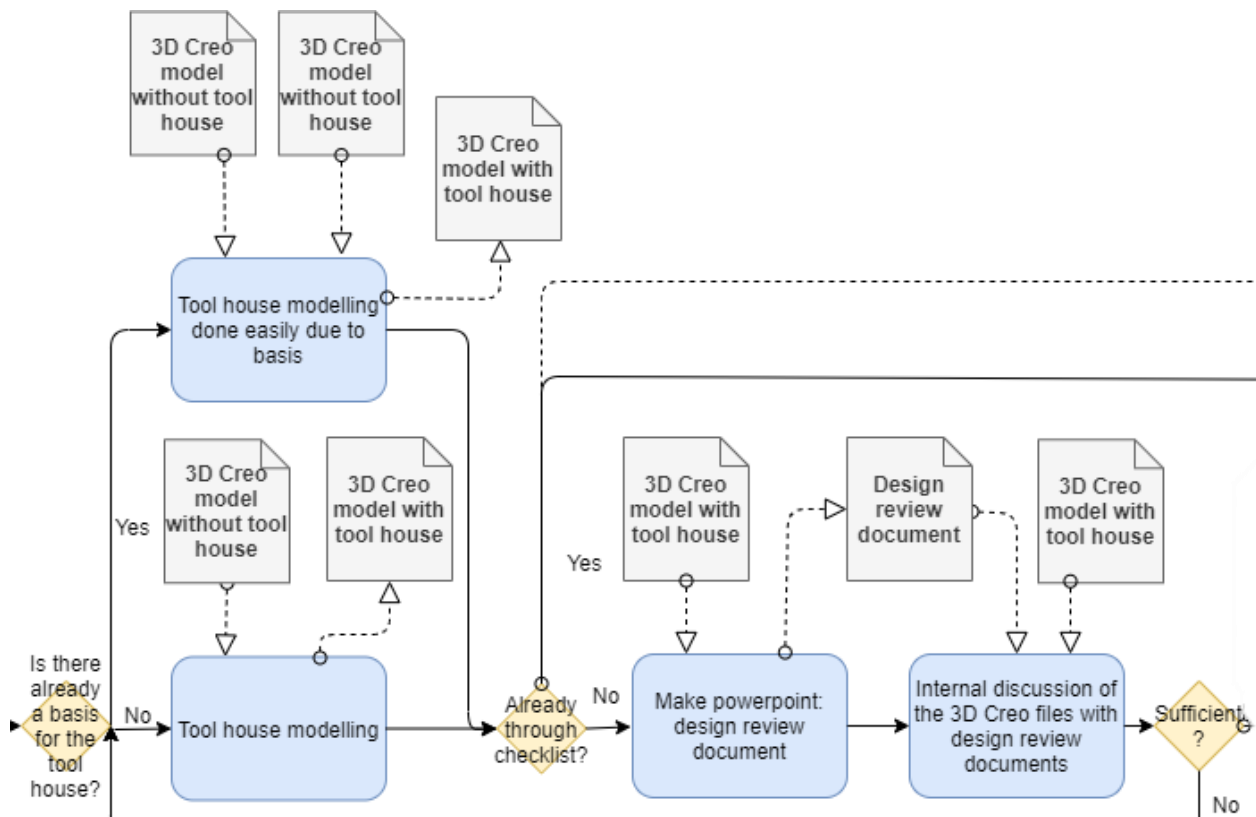 3D Creo
model
without tool
house
3D Creo
model
without tool
house
3D Creo
model with
tool house
Tool house modelling
done easily due to
basis
3D Creo
model
without tool
house
3D Creo
model with
tool house
Yes
Is there
already
a basis
for the
tool
house?
No
Tool house modelling
Already
through
checklist?
Yes
No
3D Creo
model with
tool house
Make powerpoint:
design review
document
Design
review
document
3D Creo
model with
tool house
Internal discussion of
the 3D Creo files with
design review
documents
Sufficient
?
No